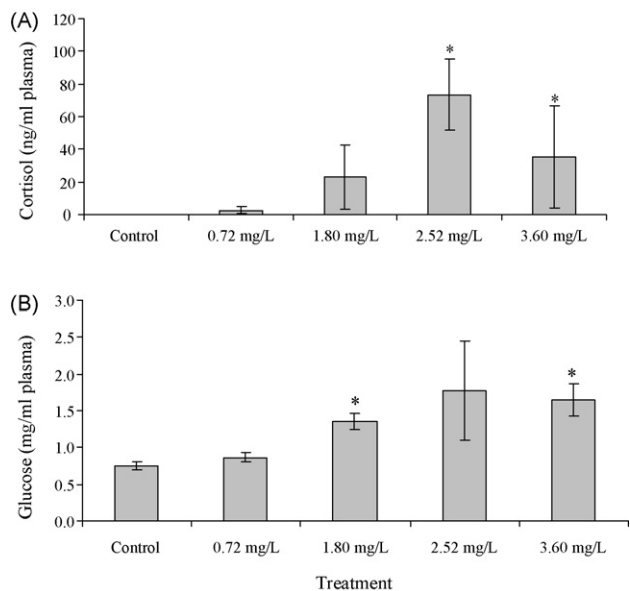 (A)
120
100
80
60
40
20
0
Cortisol (ng/ml plasma)
*
*
Control 0.72 mg/L 1.80 mg/L 2.52 mg/L 3.60 mg/L
(B)
3.0
2.5
2.0
1.5
1.0
0.5
0.0
Glucose (mg/ml plasma)
*
*
Control 0.72 mg/L 1.80 mg/L 2.52 mg/L 3.60 mg/L
Treatment